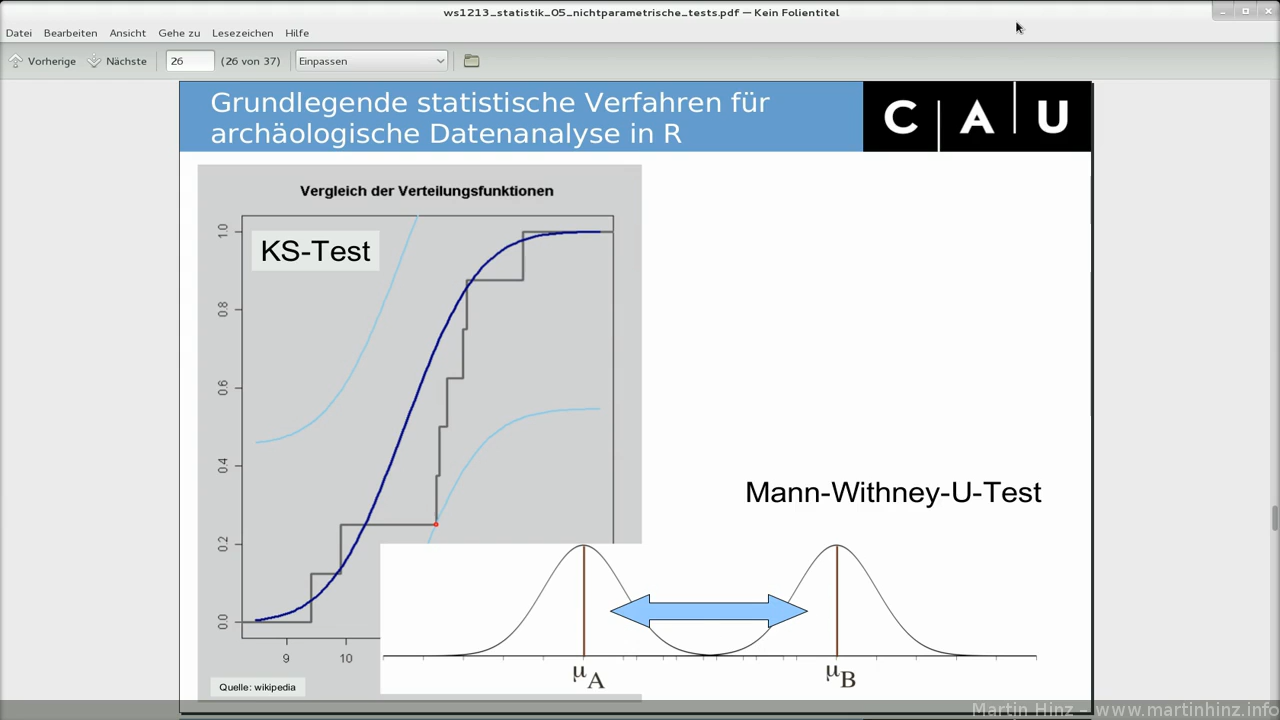 ws1213_statistik_05_nichtparametrische_tests.pdf — Kein Folientitel
Datei Bearbeiten Ansicht Gehe zu Lesezeichen Hilfe
Vorherige Nächste 26 (26 von 37) Einpassen
Grundlegende statistische Verfahren für
archäologische Datenanalyse in R
C A U
Vergleich der Verteilungsfunktionen
KS-Test
1.0
0.8
0.6
0.4
0.2
0.0
9 10
Mann-Withney-U-Test
μA μB
Quelle: wikipedia
Martin Hinz - www.martinhinz.info